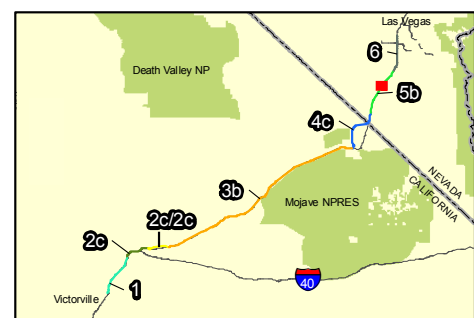 Las Vegas
6
Death Valley NP
5b
4c
NEVADA
CALIFORNIA
3b
Mojave NPRES
2c/2c
2c
40
1
Victorville